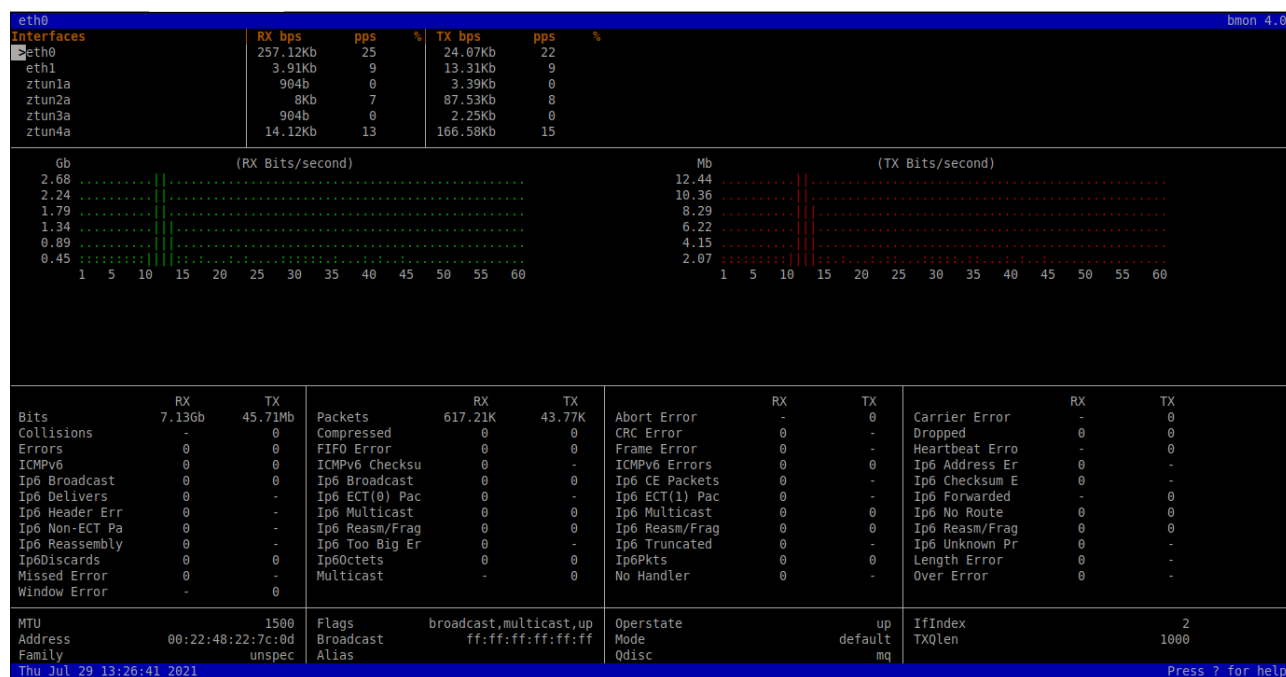 eth0 bmon 4.0
Interfaces RX bps pps % TX bps pps %
>eth0 257.12Kb 25 24.07Kb 22
eth1 3.91Kb 9 13.31Kb 9
ztun1a 904b 0 3.39Kb 0
ztun2a 8Kb 7 87.53Kb 8
ztun3a 904b 0 2.25Kb 0
ztun4a 14.12Kb 13 166.58Kb 15
Gb (RX Bits/second) Mb (TX Bits/second)
2.68 12.44
2.24 10.36
1.79 8.29
1.34 6.22
0.89 4.15
0.45 2.07
1 5 10 15 20 25 30 35 40 45 50 55 60 1 5 10 15 20 25 30 35 40 45 50 55 60
RX TX RX TX RX TX RX TX
Bits 7.13Gb 45.71Mb Packets 617.21K 43.77K Abort Error - 0 Carrier Error - 0
Collisions - 0 Compressed 0 0 CRC Error 0 - Dropped 0 0
Errors 0 0 FIFO Error 0 0 Frame Error 0 - Heartbeat Erro - 0
ICMPv6 0 0 ICMPv6 Checksu 0 - ICMPv6 Errors 0 0 Ip6 Address Er 0 -
Ip6 Broadcast 0 0 Ip6 Broadcast 0 0 Ip6 CE Packets 0 - Ip6 Checksum E 0 -
Ip6 Delivers 0 - Ip6 ECT(0) Pac 0 - Ip6 ECT(1) Pac 0 - Ip6 Forwarded - 0
Ip6 Header Err 0 - Ip6 Multicast 0 0 Ip6 Multicast 0 0 Ip6 No Route 0 0
Ip6 Non-ECT Pa 0 - Ip6 Reasm/Frag 0 0 Ip6 Reasm/Frag 0 0 Ip6 Reasm/Frag 0 0
Ip6 Reassembly 0 - Ip6 Too Big Er 0 - Ip6 Truncated 0 - Ip6 Unknown Pr 0 -
Ip6Discards 0 0 Ip6Octets 0 0 Ip6Pkts 0 0 Length Error 0 -
Missed Error 0 - Multicast - 0 No Handler 0 - Over Error 0 -
Window Error - 0
MTU 1500 Flags broadcast,multicast,up Operstate up IfIndex 2
Address 00:22:48:22:7c:0d Broadcast ff:ff:ff:ff:ff:ff Mode default TXQlen 1000
Family unspec Alias Qdisc mq
Thu Jul 29 13:26:41 2021 Press ? for help